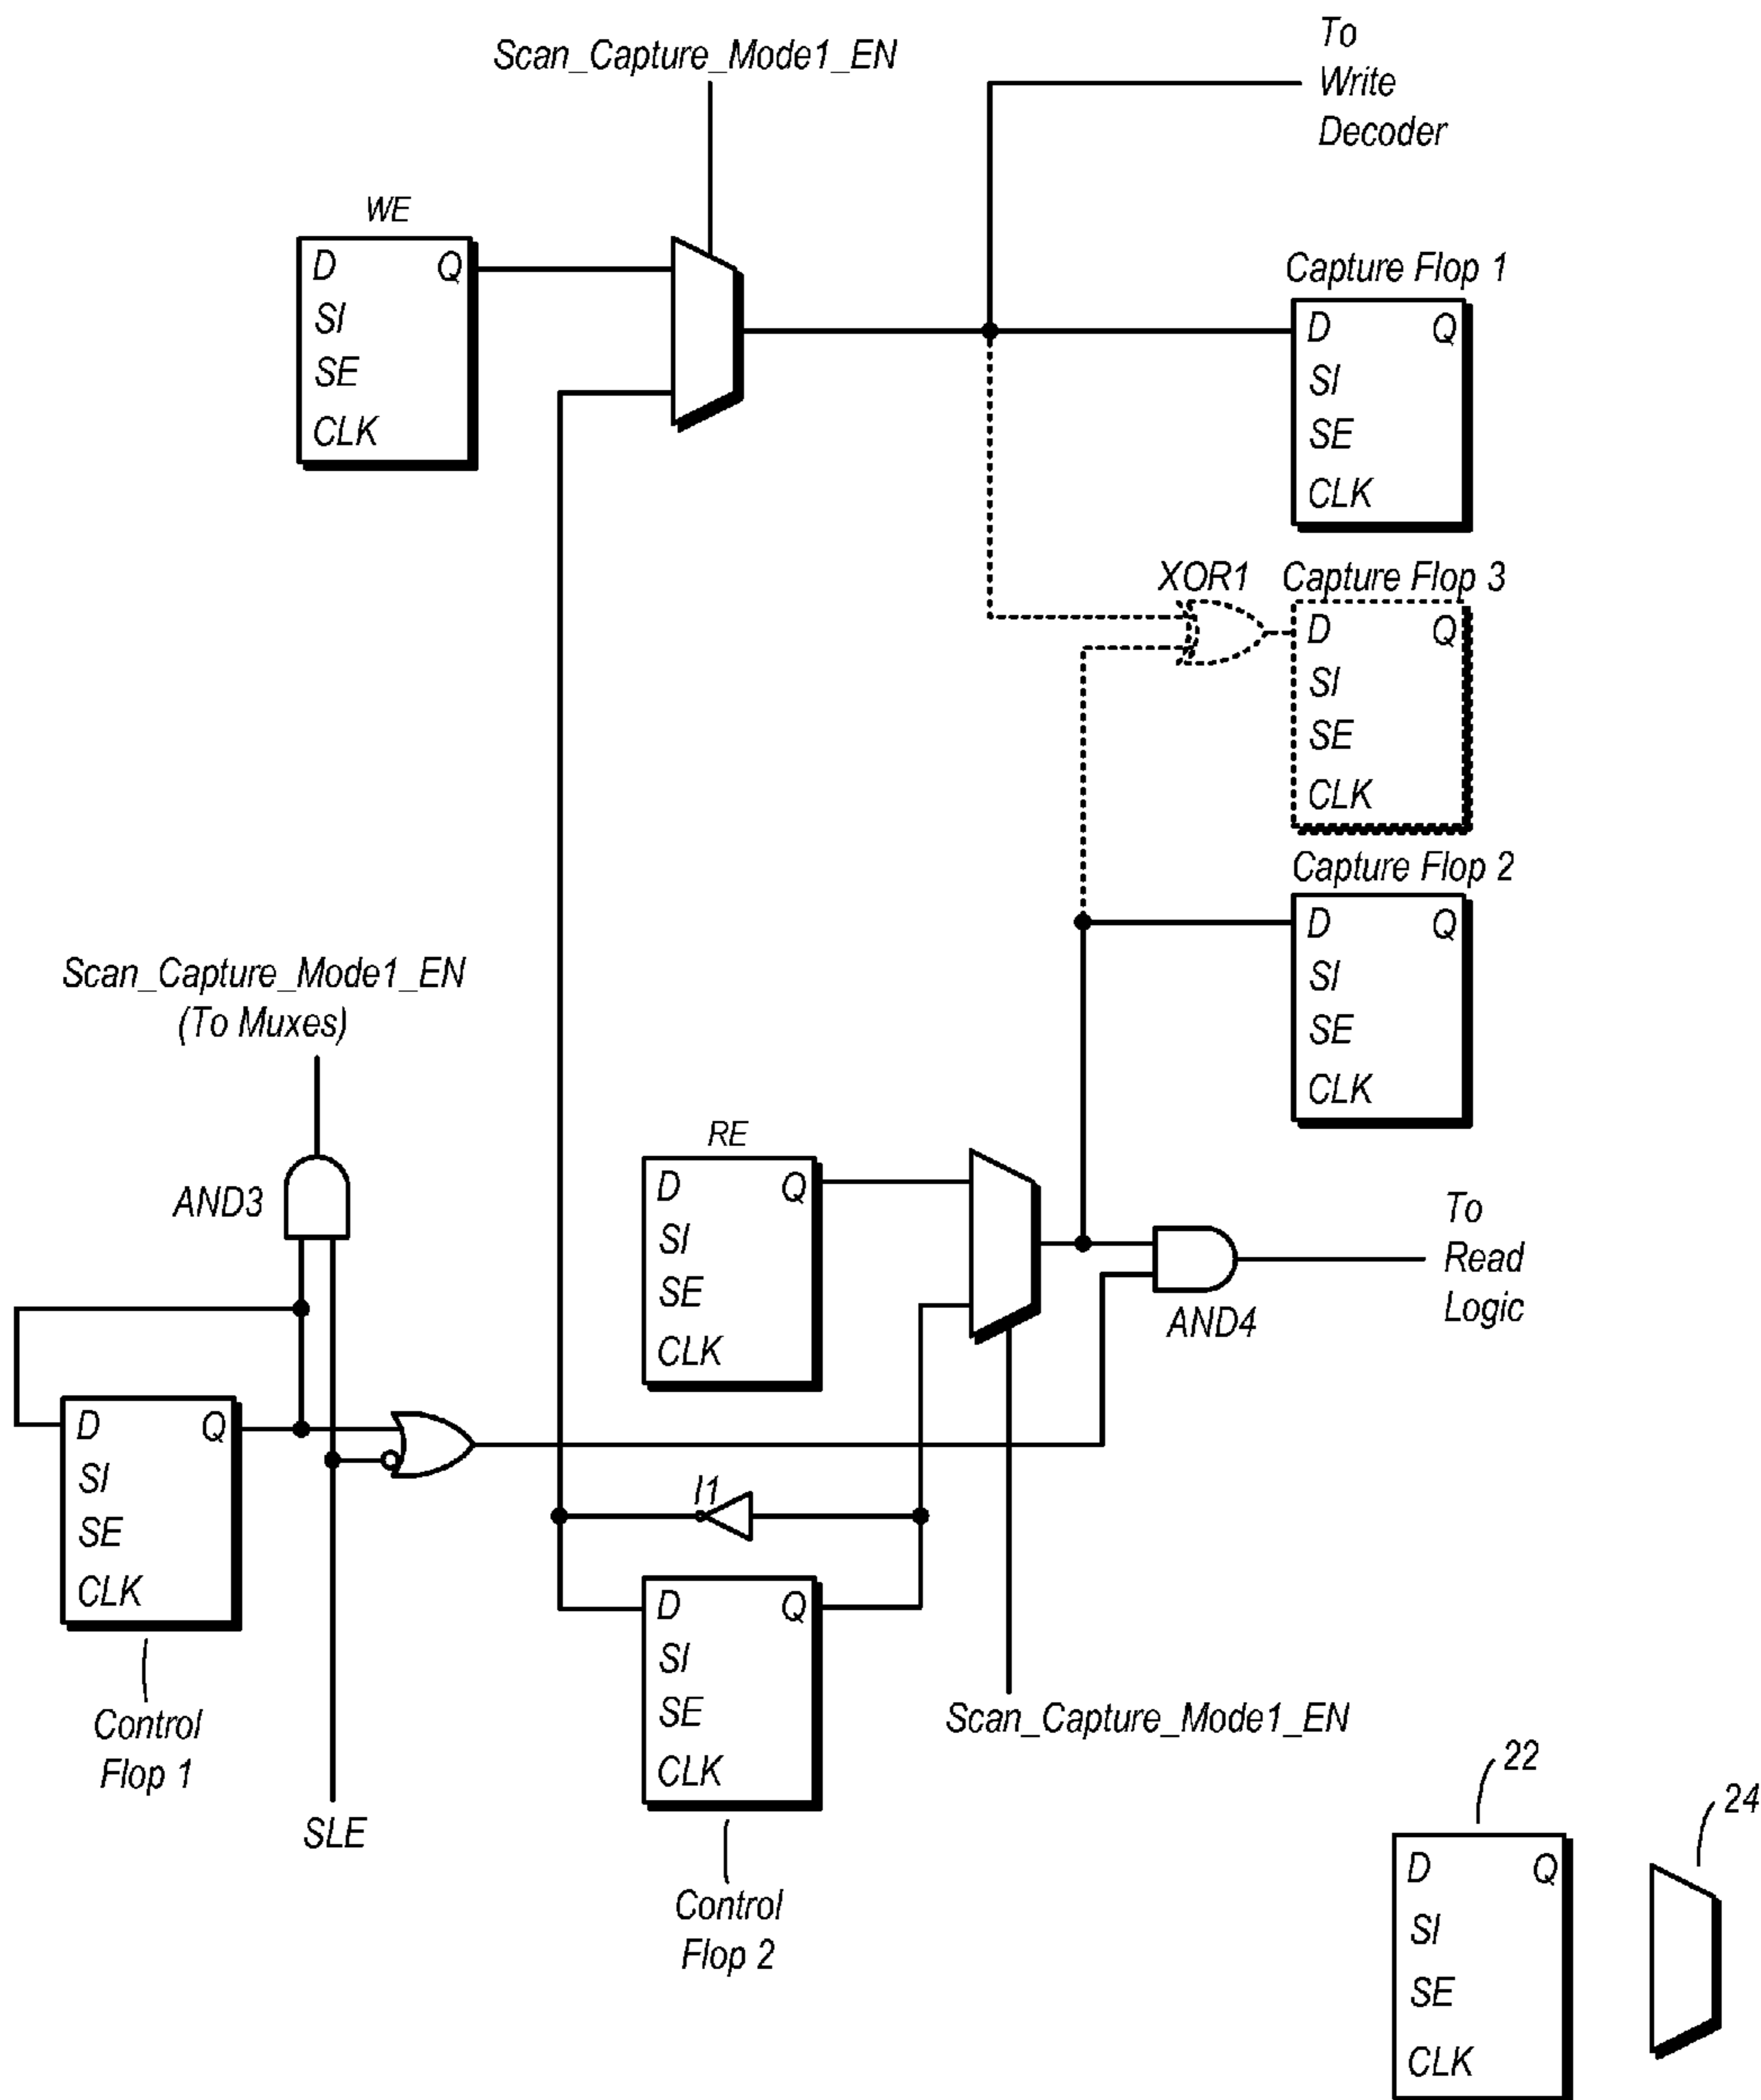 To
Write
Decoder
Scan_Capture_Mode1_EN
WE
D Q
SI
SE
CLK
Capture Flop 1
D Q
SI
SE
CLK
XOR1
Capture Flop 3
D Q
SI
SE
CLK
Capture Flop 2
D Q
SI
SE
CLK
Scan_Capture_Mode1_EN
(To Muxes)
AND3
RE
D Q
SI
SE
CLK
To
Read
Logic
AND4
D Q
SI
SE
CLK
Control
Flop 1
SLE
I1
D Q
SI
SE
CLK
Control
Flop 2
Scan_Capture_Mode1_EN
22
D Q
SI
SE
CLK
24